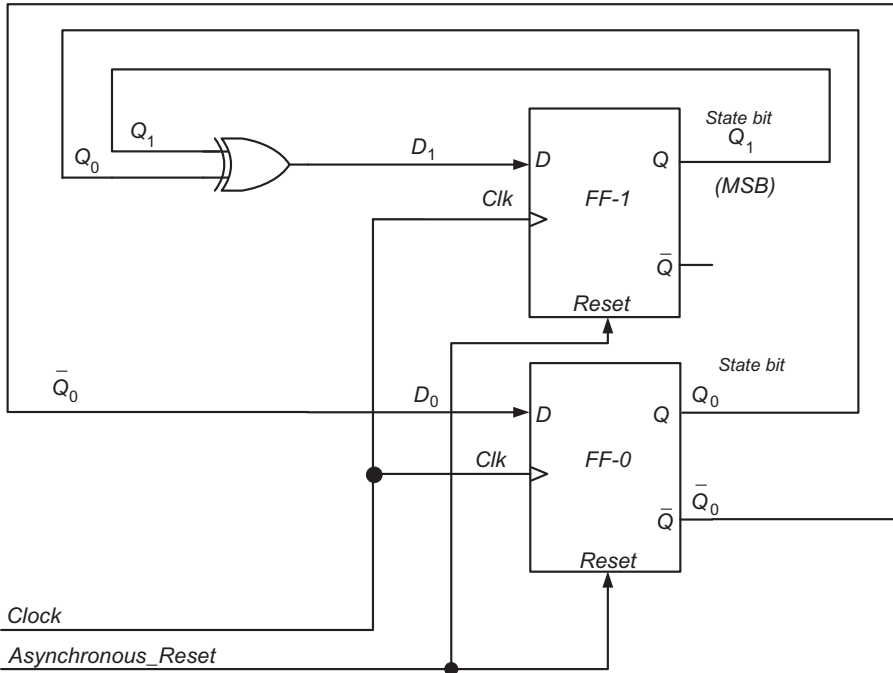 State bit
Q₁
Q₁
D₁
D
Q
Q₀
(MSB)
Clk
FF-1
Q̅
Reset
State bit
Q̅₀
D₀
Q₀
D
Q
Clk
FF-0
Q̅₀
Q̅
Reset
Clock
Asynchronous_Reset